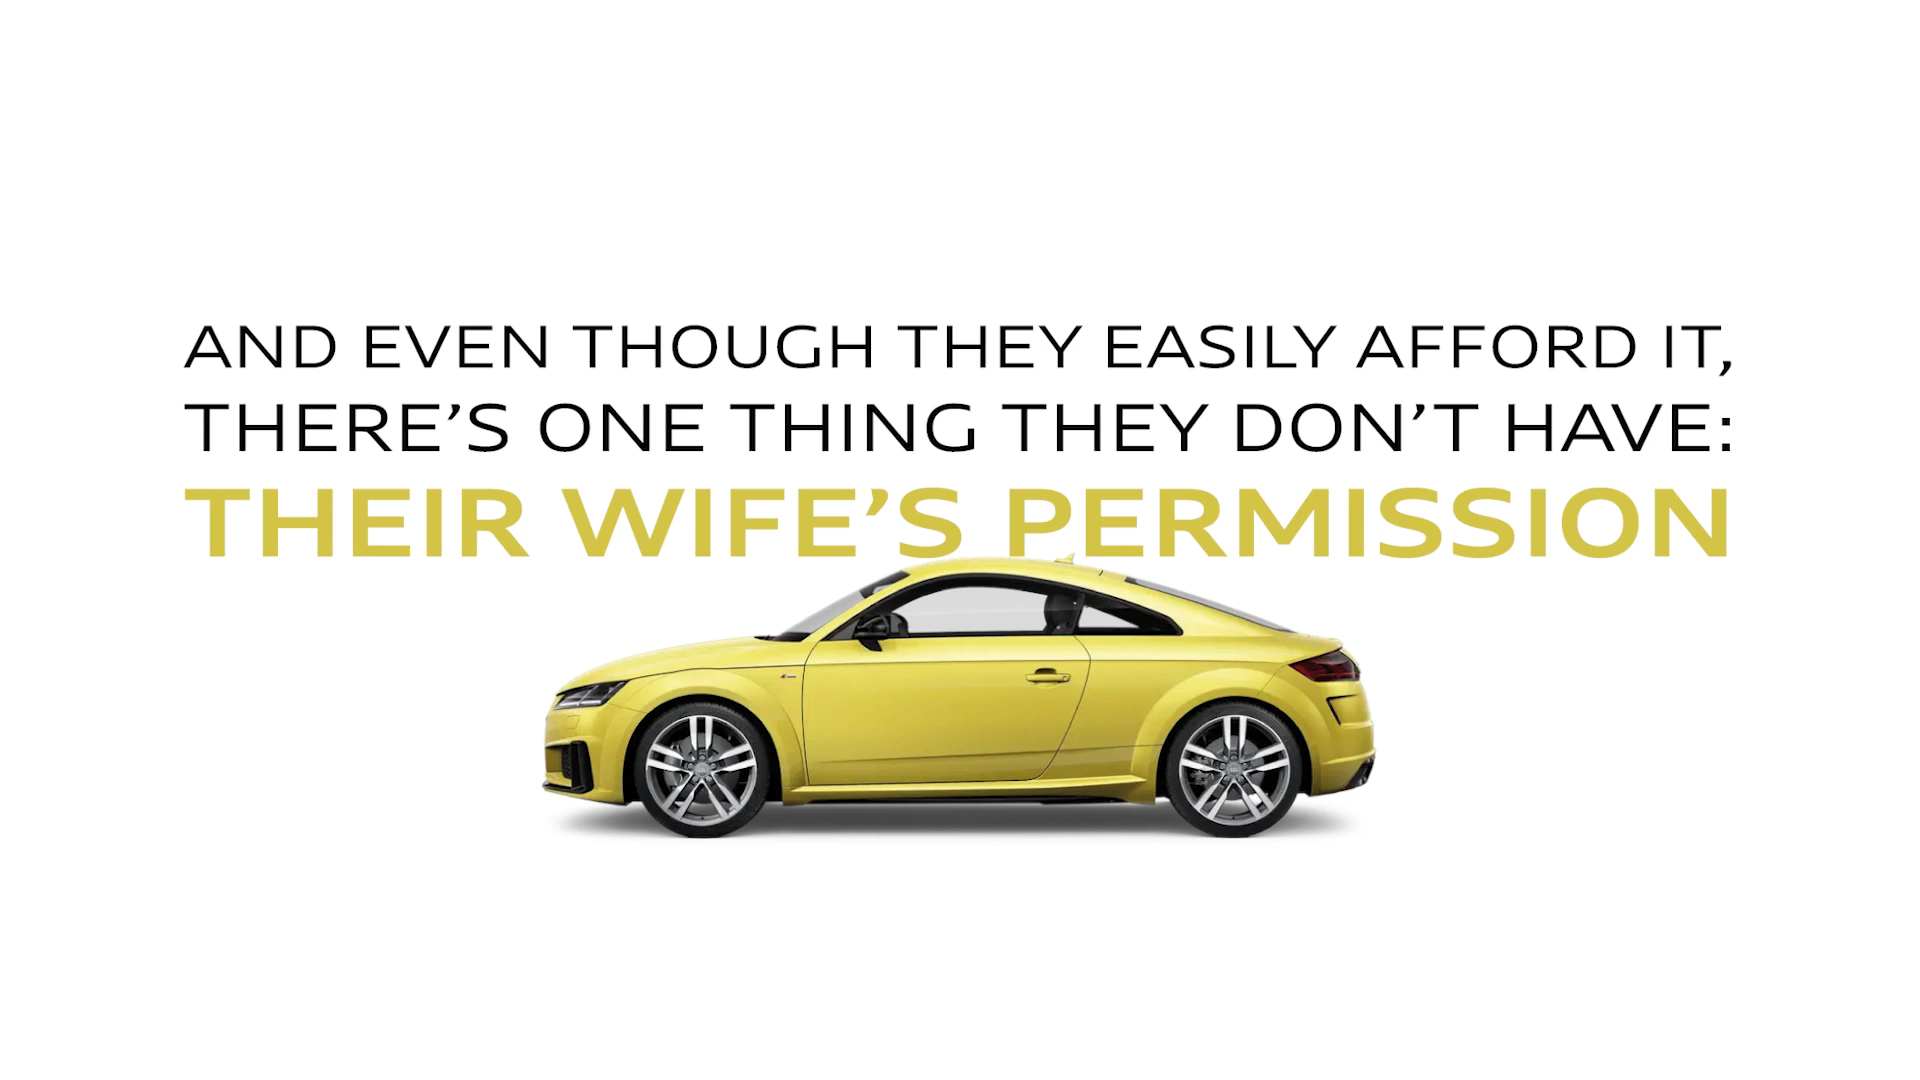 AND EVEN THOUGH THEY EASILY AFFORD IT,
THERE’S ONE THING THEY DON’T HAVE:
THEIR WIFE’S PERMISSION